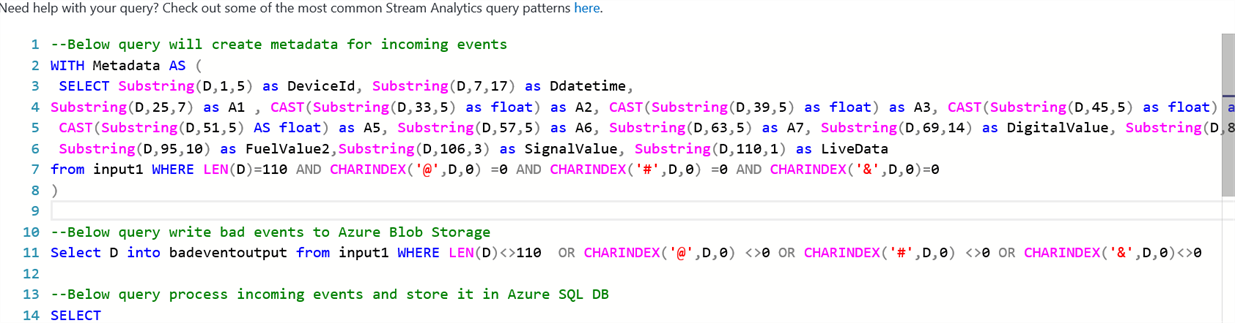 Need help with your query? Check out some of the most common Stream Analytics query patterns here.
1 --Below query will create metadata for incoming events
2 WITH Metadata AS (
3 SELECT Substring(D,1,5) as DeviceId, Substring(D,7,17) as Ddatetime,
4 Substring(D,25,7) as A1 , CAST(Substring(D,33,5) as float) as A2, CAST(Substring(D,39,5) as float) as A3, CAST(Substring(D,45,5) as float) a
5 CAST(Substring(D,51,5) AS float) as A5, Substring(D,57,5) as A6, Substring(D,63,5) as A7, Substring(D,69,14) as DigitalValue, Substring(D,8
6 Substring(D,95,10) as FuelValue2,Substring(D,106,3) as SignalValue, Substring(D,110,1) as LiveData
7 from input1 WHERE LEN(D)=110 AND CHARINDEX('@',D,0) =0 AND CHARINDEX('#',D,0) =0 AND CHARINDEX('&',D,0)=0
8 )
9
10 --Below query write bad events to Azure Blob Storage
11 Select D into badeventoutput from input1 WHERE LEN(D)<>110 OR CHARINDEX('@',D,0) <>0 OR CHARINDEX('#',D,0) <>0 OR CHARINDEX('&',D,0)<>0
12
13 --Below query process incoming events and store it in Azure SQL DB
14 SELECT